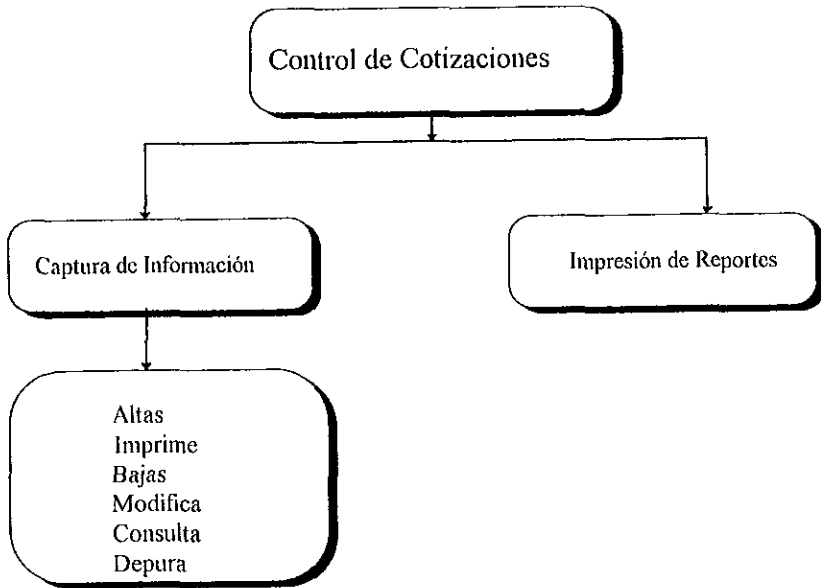 Control de Cotizaciones
Captura de Información
Impresión de Reportes
Altas
Imprime
Bajas
Modifica
Consulta
Depura